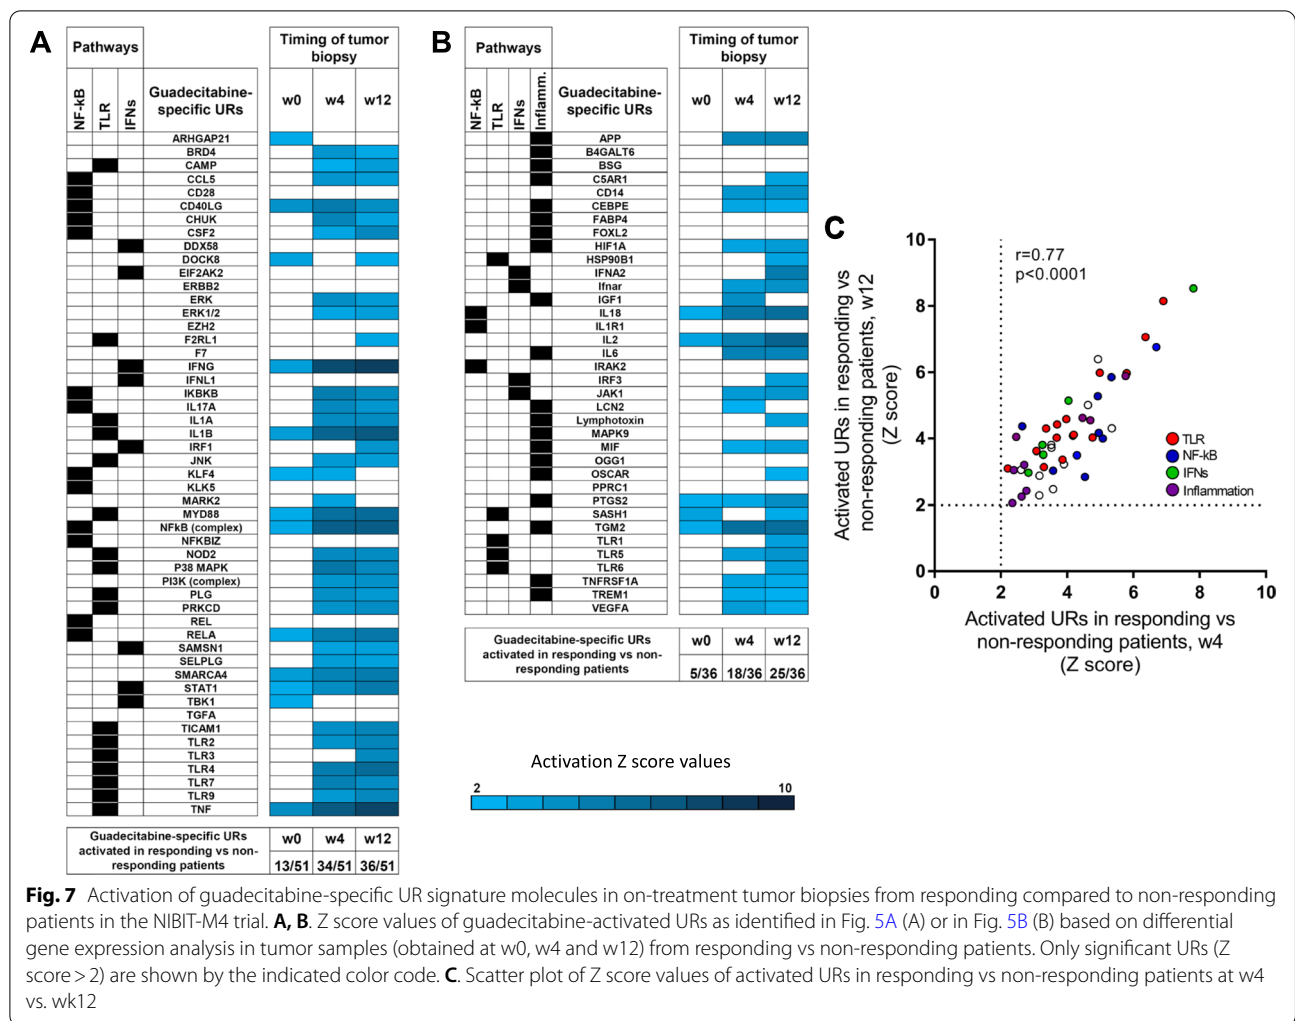 A
Pathways
Timing of tumor
biopsy
NF-kB
TLR
IFNs
Guadecitabine-
specific URs
w0
w4
w12
ARHGAP21
BRD4
CAMP
CCL5
CD28
CD40LG
CHUK
CSF2
DDX58
DOCK8
EIF2AK2
ERBB2
ERK
ERK1/2
EZH2
F2RL1
F7
IFNG
IFNL1
IKBKB
IL17A
IL1A
IL1B
IRF1
JNK
KLF4
KLK5
MARK2
MYD88
NFkB (complex)
NFKBIZ
NOD2
P38 MAPK
PI3K (complex)
PLG
PRKCD
REL
RELA
SAMSN1
SELPLG
SMARCA4
STAT1
TBK1
TGFA
TICAM1
TLR2
TLR3
TLR4
TLR7
TLR9
TNF
Guadecitabine-specific URs
activated in responding vs non-
responding patients
w0
w4
w12
13/51
34/51
36/51
B
Pathways
Timing of tumor
biopsy
NF-kB
TLR
IFNs
Inflamm.
Guadecitabine-
specific URs
w0
w4
w12
APP
B4GALT6
BSG
C5AR1
CD14
CEBPE
FABP4
FOXL2
HIF1A
HSP90B1
IFNA2
Ifnar
IGF1
IL18
IL1R1
IL2
IL6
IRAK2
IRF3
JAK1
LCN2
Lymphotoxin
MAPK9
MIF
OGG1
OSCAR
PPRC1
PTGS2
SASH1
TGM2
TLR1
TLR5
TLR6
TNFRSF1A
TREM1
VEGFA
Guadecitabine-specific URs
activated in responding vs non-
responding patients
w0
w4
w12
5/36
18/36
25/36
Activation Z score values
2
10
C
Activated URs in responding vs
non-responding patients, w12
(Z score)
10
8
6
4
2
0
r=0.77
p<0.0001
TLR
NF-kB
IFNs
Inflammation
0
2
4
6
8
10
Activated URs in responding vs
non-responding patients, w4
(Z score)
Fig. 7 Activation of guadecitabine-specific UR signature molecules in on-treatment tumor biopsies from responding compared to non-responding
patients in the NIBIT-M4 trial. A, B. Z score values of guadecitabine-activated URs as identified in Fig. 5A (A) or in Fig. 5B (B) based on differential
gene expression analysis in tumor samples (obtained at w0, w4 and w12) from responding vs non-responding patients. Only significant URs (Z
score > 2) are shown by the indicated color code. C. Scatter plot of Z score values of activated URs in responding vs non-responding patients at w4
vs. wk12